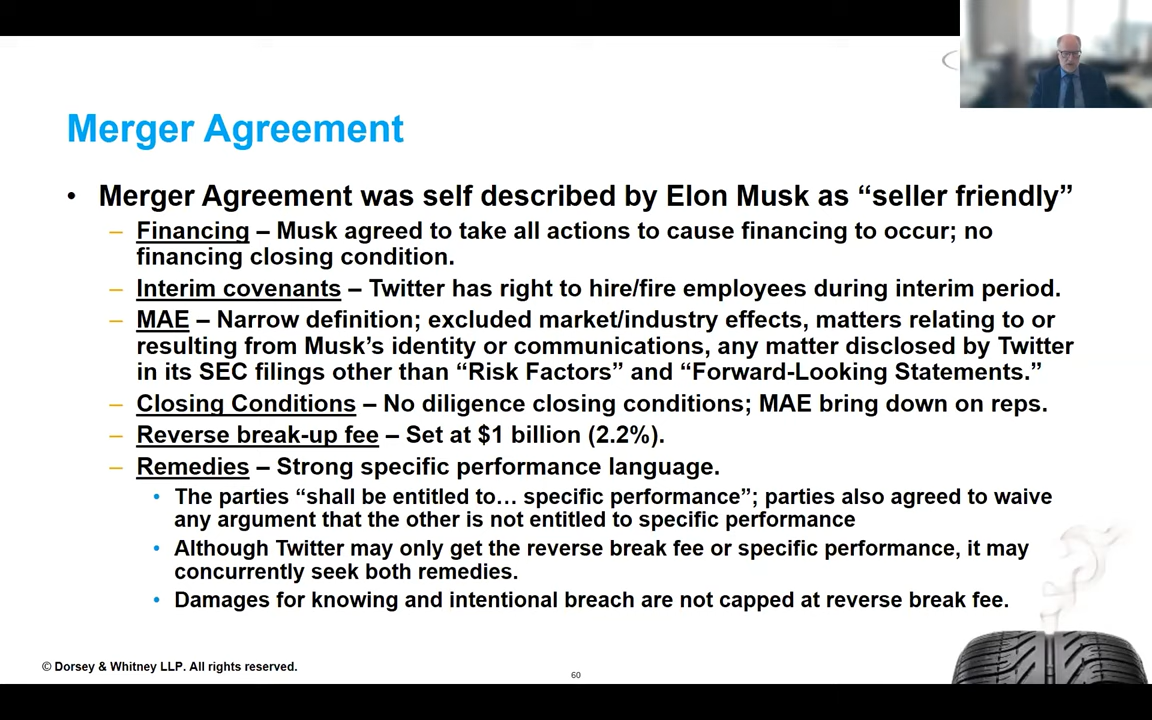 Merger Agreement
• Merger Agreement was self described by Elon Musk as “seller friendly”
– Financing – Musk agreed to take all actions to cause financing to occur; no
financing closing condition.
– Interim covenants – Twitter has right to hire/fire employees during interim period.
– MAE – Narrow definition; excluded market/industry effects, matters relating to or
resulting from Musk’s identity or communications, any matter disclosed by Twitter
in its SEC filings other than “Risk Factors” and “Forward-Looking Statements.”
– Closing Conditions – No diligence closing conditions; MAE bring down on reps.
– Reverse break-up fee – Set at $1 billion (2.2%).
– Remedies – Strong specific performance language.
• The parties “shall be entitled to… specific performance”; parties also agreed to waive
any argument that the other is not entitled to specific performance
• Although Twitter may only get the reverse break fee or specific performance, it may
concurrently seek both remedies.
• Damages for knowing and intentional breach are not capped at reverse break fee.
© Dorsey & Whitney LLP. All rights reserved.
60